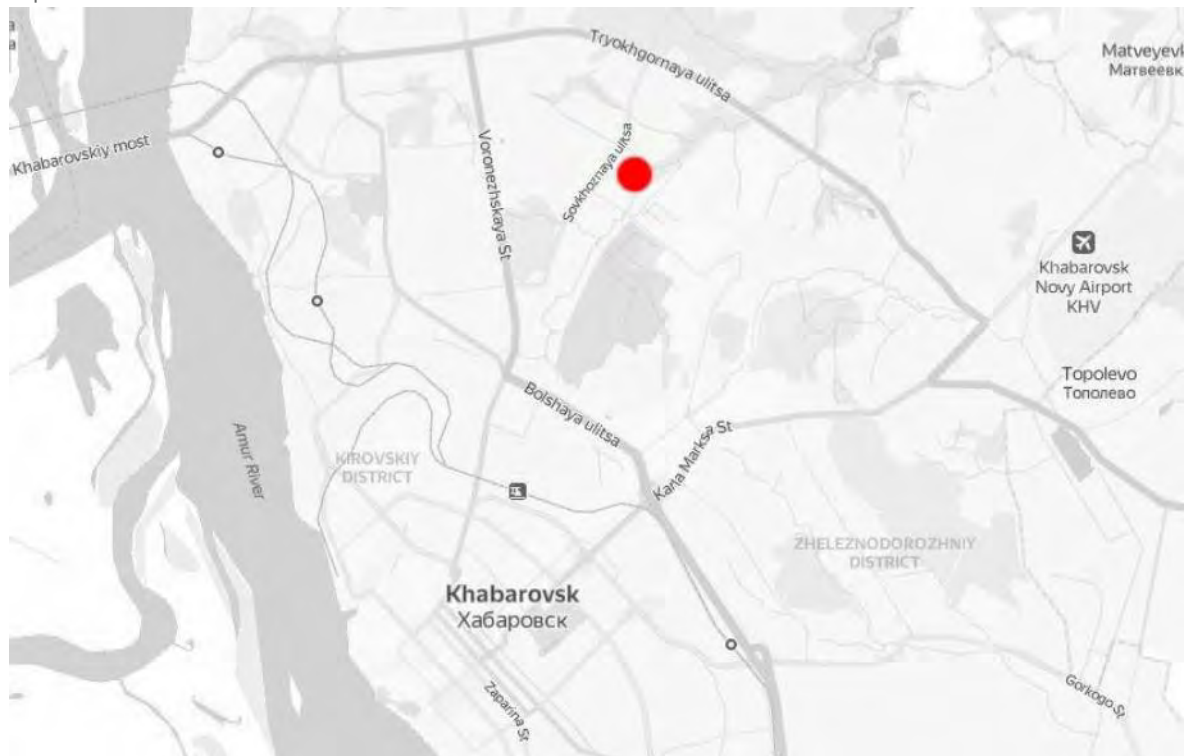 Tryokhgornaya ulitsa
Matveyevk
Матвеевк
Khabarovskiy most
Voronezhskaya St
Sovkhoznaya ulitsa
Khabarovsk
Novy Airport
KHV
Topolevo
Тополево
Bolshaya ulitsa
Karla Marksa St
Amur River
KIROVSKIY
DISTRICT
ZHELEZNODOROZHNIY
DISTRICT
Khabarovsk
Хабаровск
Zaparina St
Gorkogo St